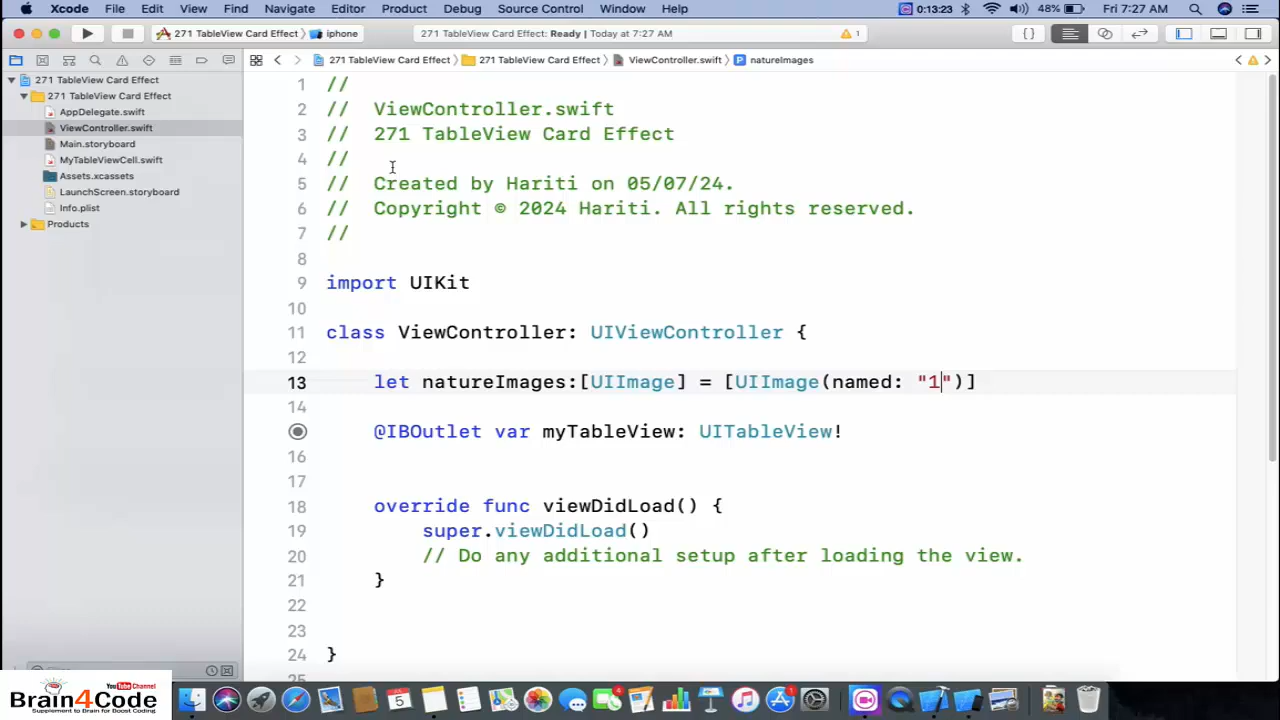 Xcode File Edit View Find Navigate Editor Product Debug Source Control Window Help 0:13:23 48% Fri 7:27 AM
271 TableView Card Effect iphone 271 TableView Card Effect: Ready | Today at 7:27 AM 1
271 TableView Card Effect 271 TableView Card Effect ViewController.swift P natureImages
271 TableView Card Effect
271 TableView Card Effect
AppDelegate.swift
ViewController.swift
Main.storyboard
MyTableViewCell.swift
Assets.xcassets
LaunchScreen.storyboard
Info.plist
Products
1 //
2 // ViewController.swift
3 // 271 TableView Card Effect
4 //
5 // Created by Hariti on 05/07/24.
6 // Copyright © 2024 Hariti. All rights reserved.
7 //
8
9 import UIKit
10
11 class ViewController: UIViewController {
12
13 let natureImages:[UIImage] = [UIImage(named: "1")]
14
@IBOutlet var myTableView: UITableView!
16
17
18 override func viewDidLoad() {
19 super.viewDidLoad()
20 // Do any additional setup after loading the view.
21 }
22
23
24 }
YouTube Channel
Brain4Code
Supplement to Brain for Boost Coding